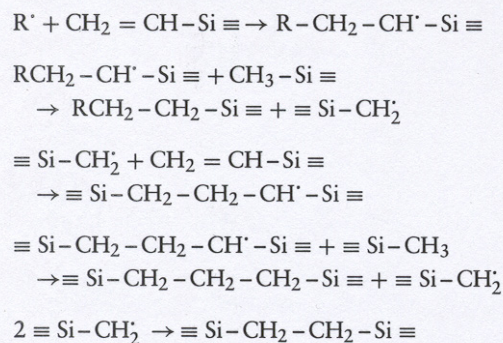 R˙ + CH₂ = CH – Si ≡ → R – CH₂ – CH˙ – Si ≡
RCH₂ – CH˙ – Si ≡ + CH₃ – Si ≡
→ RCH₂ – CH₂ – Si ≡ + ≡ Si – CH₂˙
≡ Si – CH₂˙ + CH₂ = CH – Si ≡
→ ≡ Si – CH₂ – CH₂ – CH˙ – Si ≡
≡ Si – CH₂ – CH₂ – CH˙ – Si ≡ + ≡ Si – CH₃
→ ≡ Si – CH₂ – CH₂ – CH₂ – Si ≡ + ≡ Si – CH₂˙
2 ≡ Si – CH₂˙ → ≡ Si – CH₂ – CH₂ – Si ≡